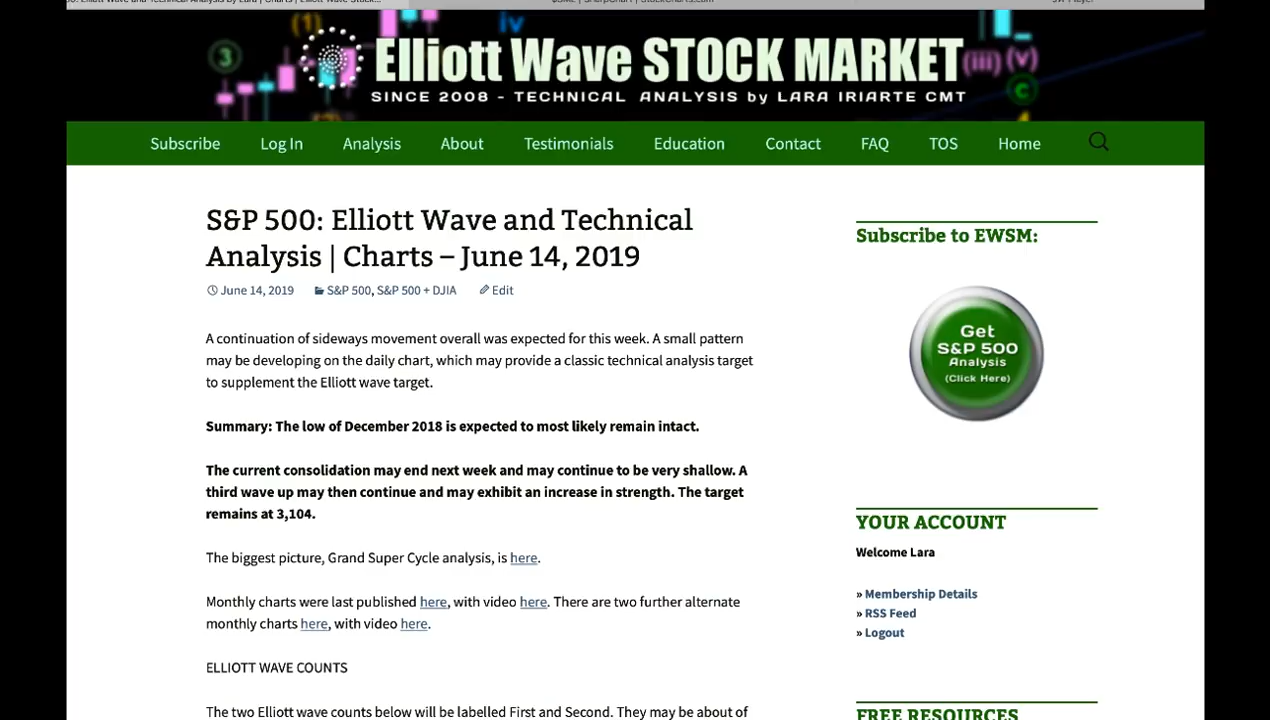 (1)
iv
3
Elliott Wave STOCK MARKET
(iii)
(v)
SINCE 2008 - TECHNICAL ANALYSIS by LARA IRIARTE CMT
C
Subscribe Log In Analysis About Testimonials Education Contact FAQ TOS Home
S&P 500: Elliott Wave and Technical
Analysis | Charts – June 14, 2019
June 14, 2019 S&P 500, S&P 500 + DJIA Edit
A continuation of sideways movement overall was expected for this week. A small pattern
may be developing on the daily chart, which may provide a classic technical analysis target
to supplement the Elliott wave target.
Summary: The low of December 2018 is expected to most likely remain intact.
The current consolidation may end next week and may continue to be very shallow. A
third wave up may then continue and may exhibit an increase in strength. The target
remains at 3,104.
The biggest picture, Grand Super Cycle analysis, is here.
Monthly charts were last published here, with video here. There are two further alternate
monthly charts here, with video here.
ELLIOTT WAVE COUNTS
The two Elliott wave counts below will be labelled First and Second. They may be about of
Subscribe to EWSM:
Get
S&P 500
Analysis
(Click Here)
YOUR ACCOUNT
Welcome Lara
» Membership Details
» RSS Feed
» Logout
FREE RESOURCES